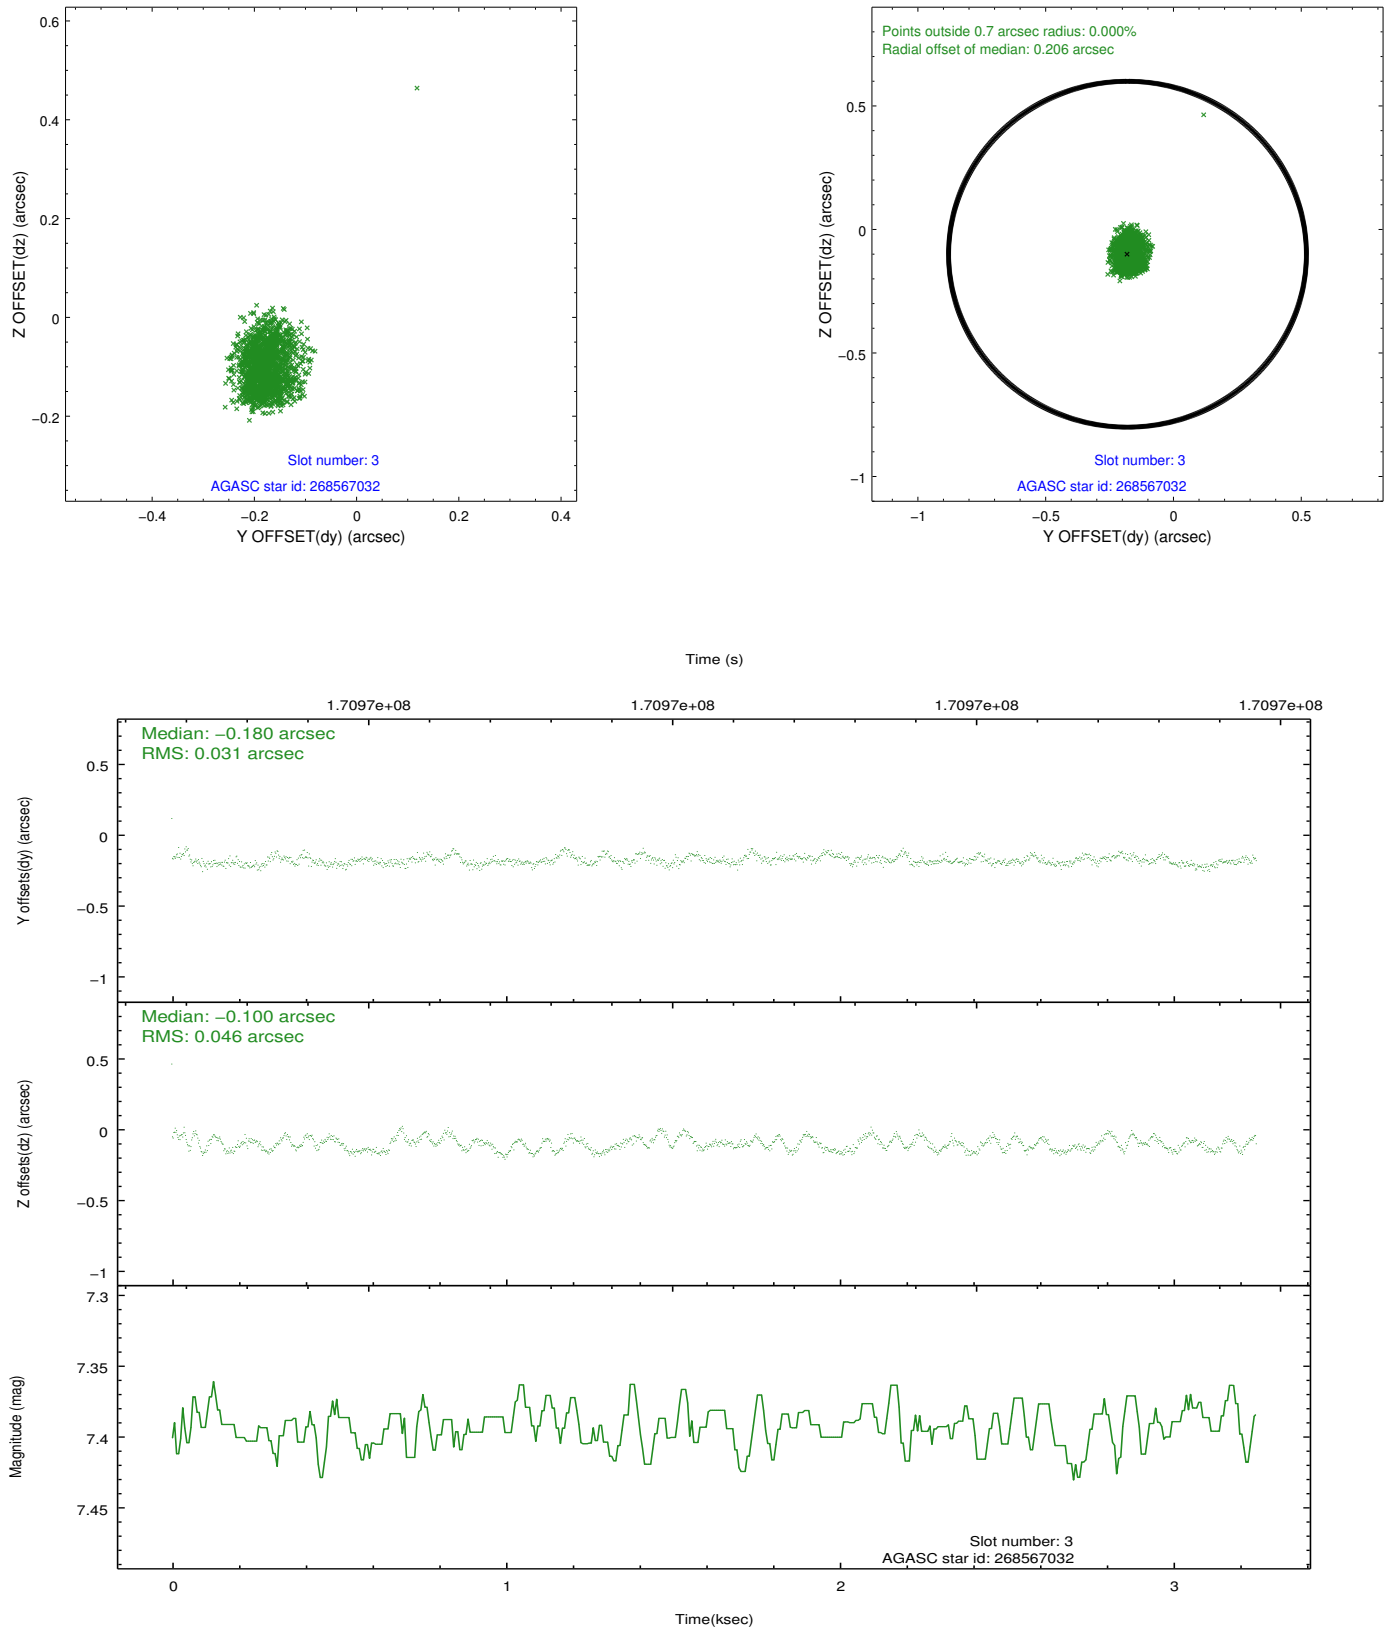 0.6
0.4
0.2
0
−0.2
−0.4
−0.2
0
0.2
0.4
Z OFFSET(dz) (arcsec)
Y OFFSET(dy) (arcsec)
Slot number: 3
AGASC star id: 268567032
Points outside 0.7 arcsec radius: 0.000%
Radial offset of median: 0.206 arcsec
0.5
0
−0.5
−1
−1
−0.5
0
0.5
Z OFFSET(dz) (arcsec)
Y OFFSET(dy) (arcsec)
Slot number: 3
AGASC star id: 268567032
Time (s)
1.7097e+08
1.7097e+08
1.7097e+08
1.7097e+08
Median: −0.180 arcsec
RMS: 0.031 arcsec
0.5
0
−0.5
−1
Y offsets(dy) (arcsec)
Median: −0.100 arcsec
RMS: 0.046 arcsec
0.5
0
−0.5
−1
Z offsets(dz) (arcsec)
7.3
7.35
7.4
7.45
Magnitude (mag)
Slot number: 3
AGASC star id: 268567032
0
1
2
3
Time(ksec)